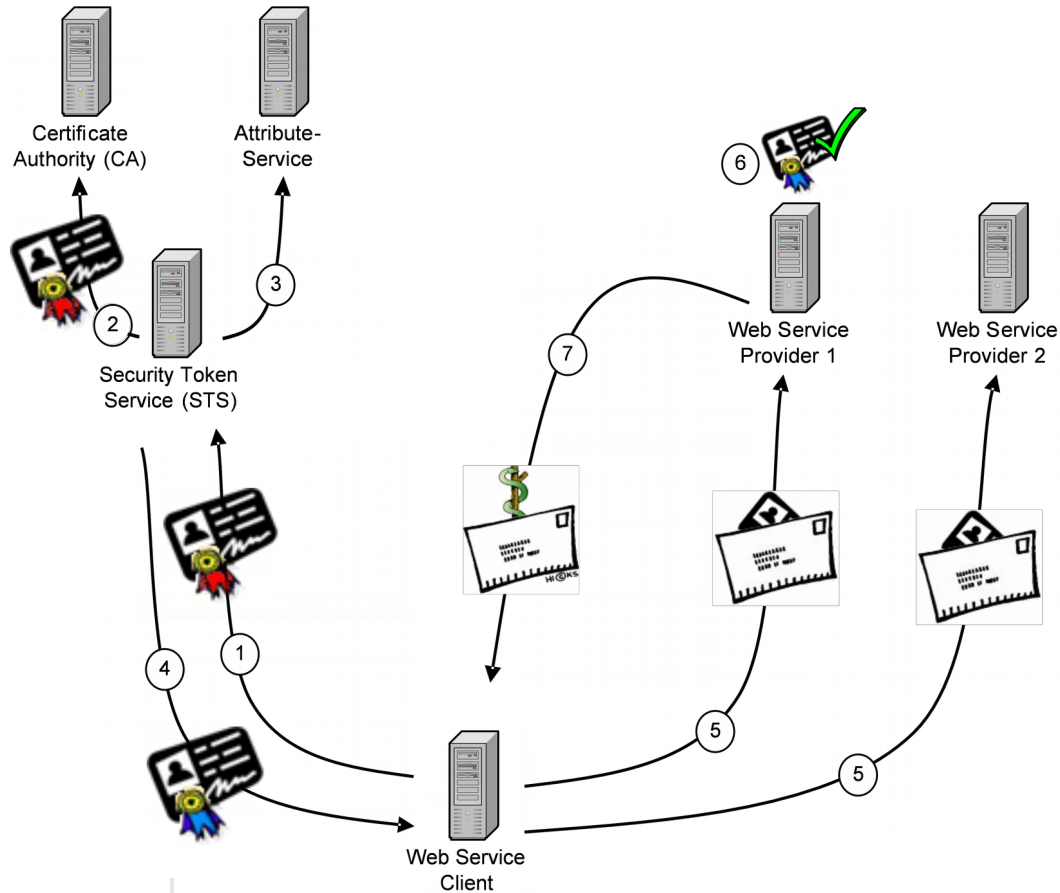 Certificate
Authority (CA)
Attribute-
Service
6
3
2
Security Token
Service (STS)
Web Service
Provider 1
Web Service
Provider 2
7
HICKS
4
1
5
5
Web Service
Client